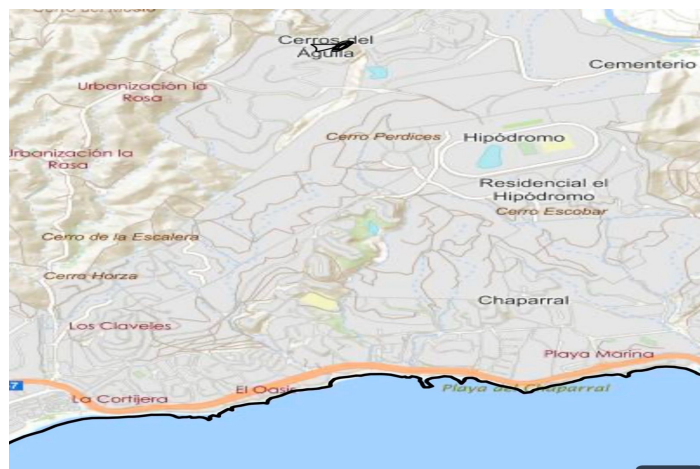 Cerros del
Águila
Cementerio
Urbanización la
Rosa
Cerro Perdices
Hipódromo
Urbanización la
Rosa
Residencial el
Hipódromo
Cerro Escobar
Cerro de la Escalera
Cerro Horza
Chaparral
Los Claveles
Playa Marina
7
El Oasis
Playa del Chaparral
La Cortijera